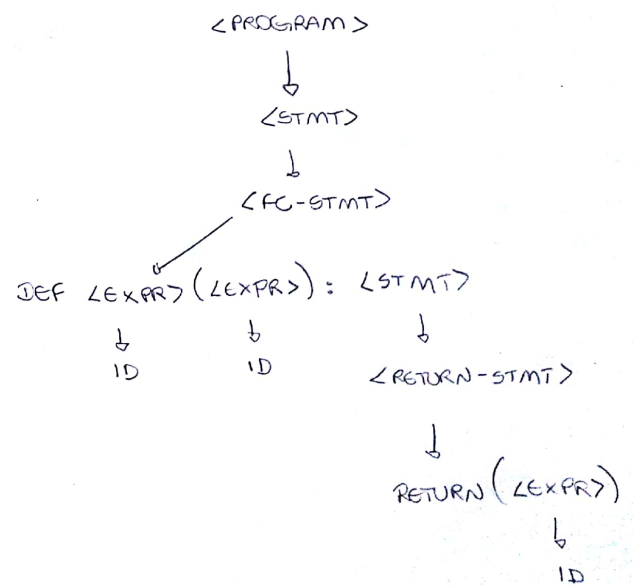 <PROGRAM>
<STMT>
<FC-STMT>
DEF <EXPR> (<EXPR>): <STMT>
ID ID
<RETURN-STMT>
RETURN (<EXPR>)
ID